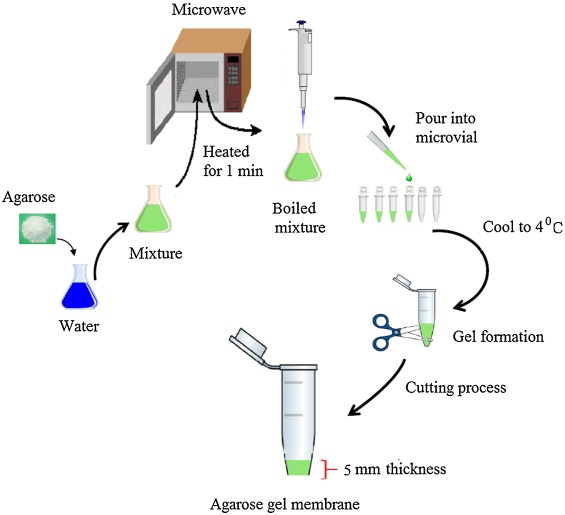 Microwave
Pour into
microvial
Heated
for 1 min
Agarose
Boiled
mixture
Cool to 4⁰C
Mixture
Water
Gel formation
Cutting process
5 mm thickness
Agarose gel membrane